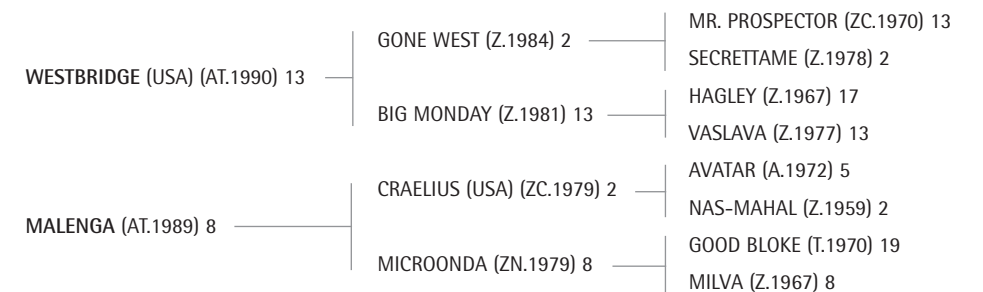 MR. PROSPECTOR (ZC.1970) 13
GONE WEST (Z.1984) 2
SECRETTAME (Z.1978) 2
WESTBRIDGE (USA) (AT.1990) 13
HAGLEY (Z.1967) 17
BIG MONDAY (Z.1981) 13
VASLAVA (Z.1977) 13
AVATAR (A.1972) 5
CRAELIUS (USA) (ZC.1979) 2
NAS-MAHAL (Z.1959) 2
MALENGA (AT.1989) 8
GOOD BLOKE (T.1970) 19
MICROONDA (ZN.1979) 8
MILVA (Z.1967) 8